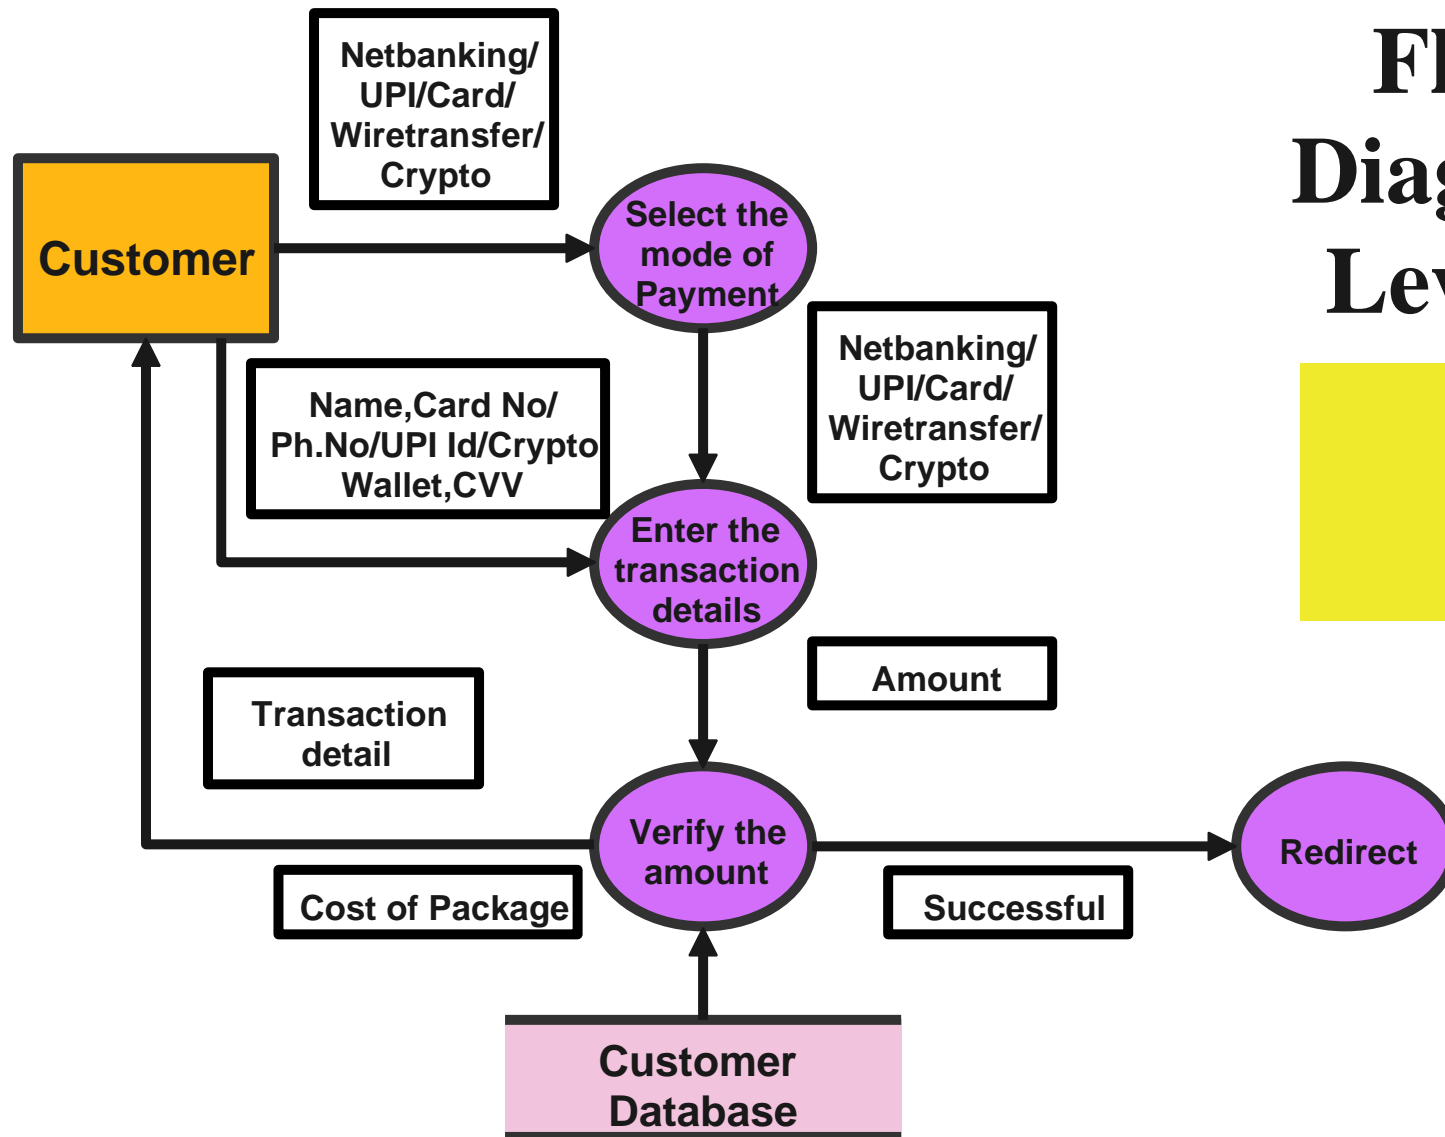 Netbanking/
UPI/Card/
Wiretransfer/
Crypto
Customer
Select the
mode of
Payment
Netbanking/
UPI/Card/
Wiretransfer/
Crypto
Name,Card No/
Ph.No/UPI Id/Crypto
Wallet,CVV
Enter the
transaction
details
Amount
Transaction
detail
Verify the
amount
Redirect
Cost of Package
Successful
Customer
Database